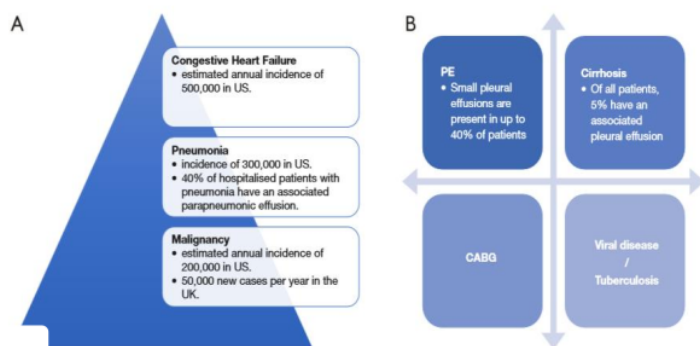 A
Congestive Heart Failure
• estimated annual incidence of
500,000 in US.
Pneumonia
• incidence of 300,000 in US.
• 40% of hospitalised patients with
pneumonia have an associated
parapneumonic effusion.
Malignancy
• estimated annual incidence of
200,000 in US.
• 50,000 new cases per year in the
UK.
B
PE
• Small pleural
effusions are
present in up to
40% of patients
Cirrhosis
• Of all patients,
5% have an
associated
pleural effusion
CABG
Viral disease
/
Tuberculosis